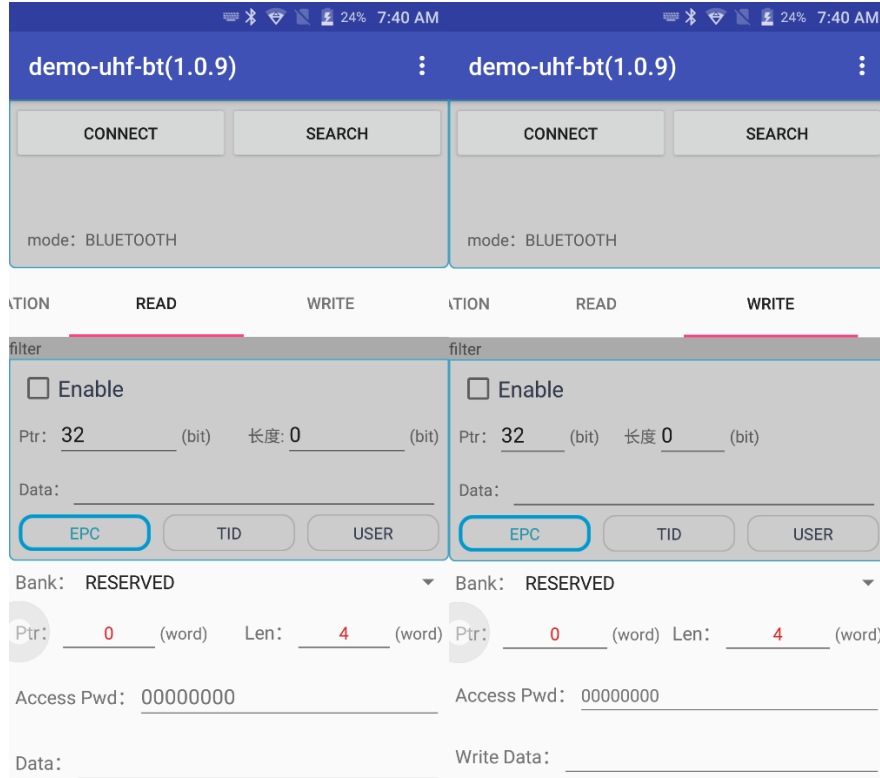 24% 7:40 AM
demo-uhf-bt(1.0.9)
CONNECT SEARCH
mode：BLUETOOTH
ATION READ WRITE
filter
Enable
Ptr：32 (bit) 长度:0 (bit)
Data：
EPC TID USER
Bank： RESERVED
Ptr： 0 (word) Len： 4 (word)
Access Pwd：00000000
Data：
24% 7:40 AM
demo-uhf-bt(1.0.9)
CONNECT SEARCH
mode：BLUETOOTH
ATION READ WRITE
filter
Enable
Ptr：32 (bit) 长度 0 (bit)
Data：
EPC TID USER
Bank： RESERVED
Ptr： 0 (word) Len： 4 (word)
Access Pwd：00000000
Write Data：